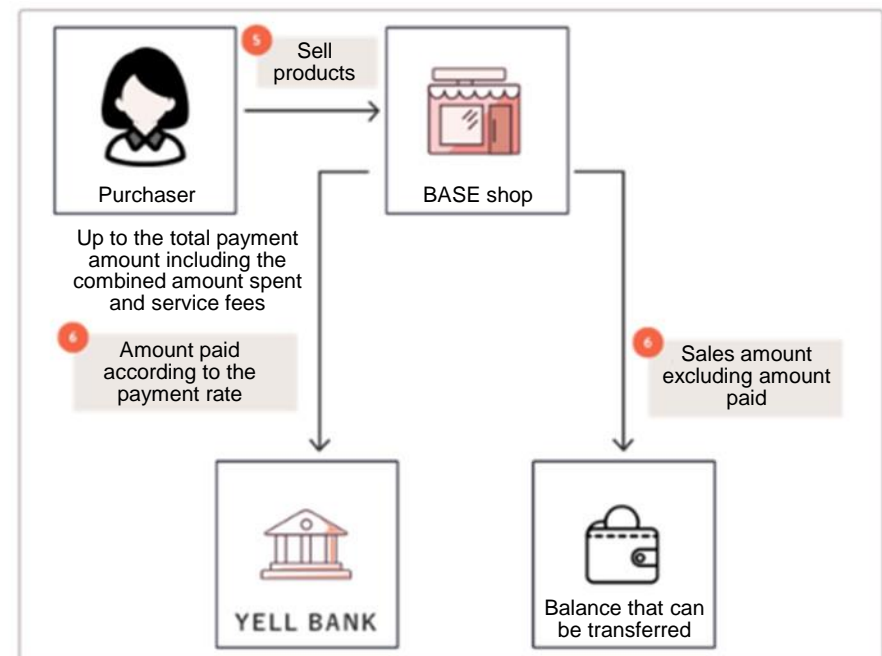 5
Sell
products
Purchaser
BASE shop
Up to the total payment
amount including the
combined amount spent
and service fees
6
Amount paid
according to the
payment rate
6
Sales amount
excluding amount
paid
YELL BANK
Balance that can
be transferred